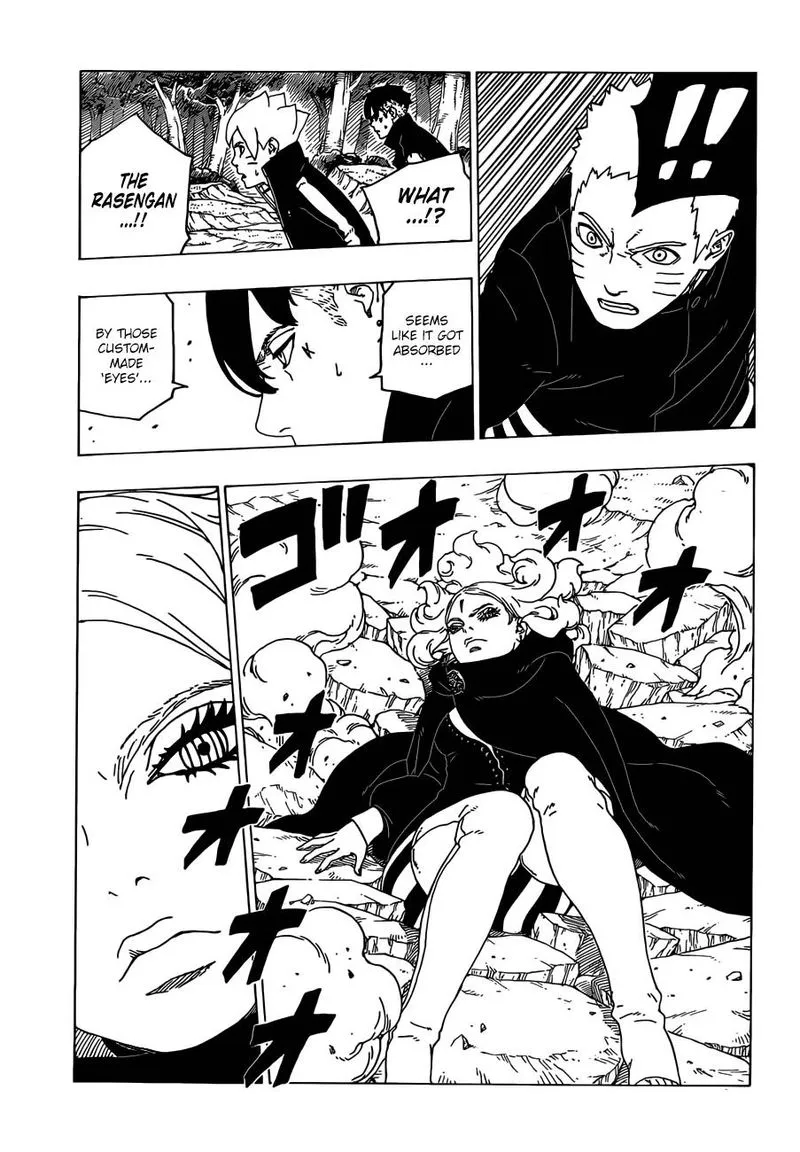 !!
WHAT
...!?
THE
RASENGAN
...!!
SEEMS
LIKE IT GOT
ABSORBED
...
BY THOSE
CUSTOM-
MADE
'EYES'...
K
ゴオオオ
オオオオ